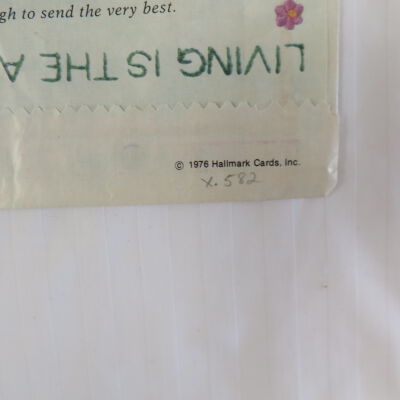 gh to send the very best.
LIVING IS THE A
© 1976 Hallmark Cards, Inc.
x.582